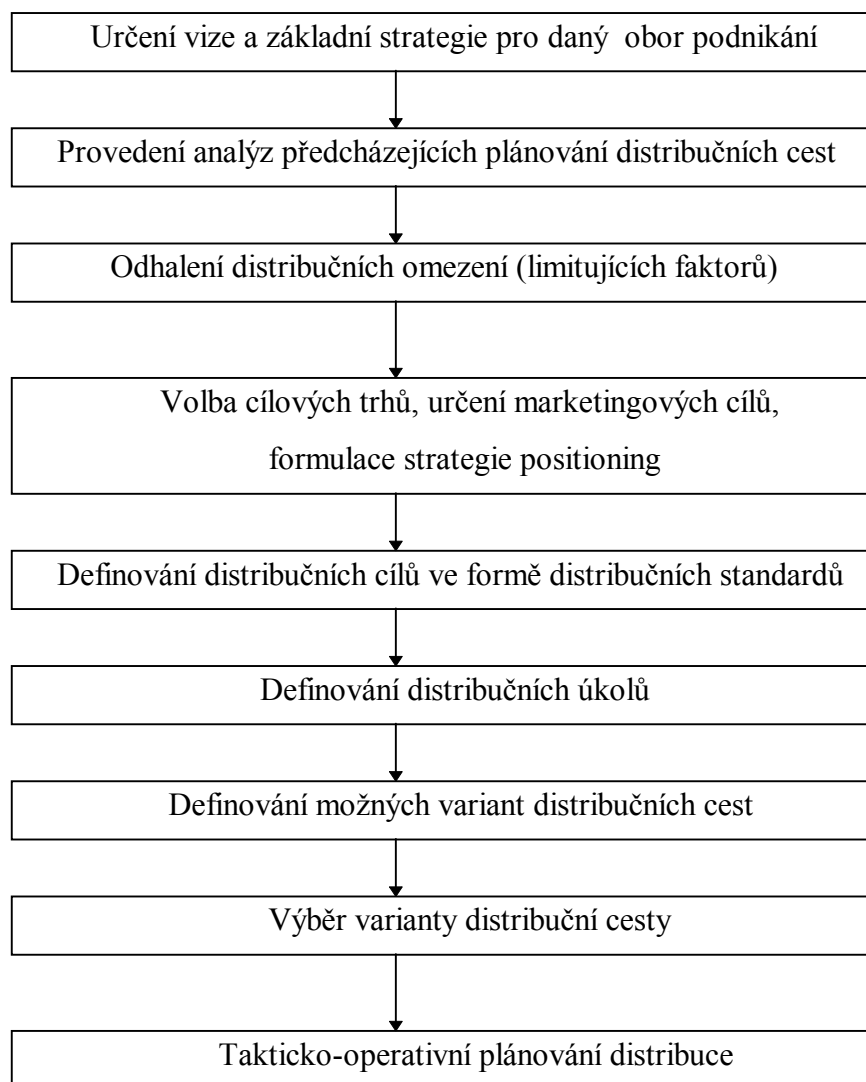 Určení vize a základní strategie pro daný obor podnikání
Provedení analýz předcházejících plánování distribučních cest
Odhalení distribučních omezení (limitujících faktorů)
Volba cílových trhů, určení marketingových cílů,
formulace strategie positioning
Definování distribučních cílů ve formě distribučních standardů
Definování distribučních úkolů
Definování možných variant distribučních cest
Výběr varianty distribuční cesty
Takticko-operativní plánování distribuce